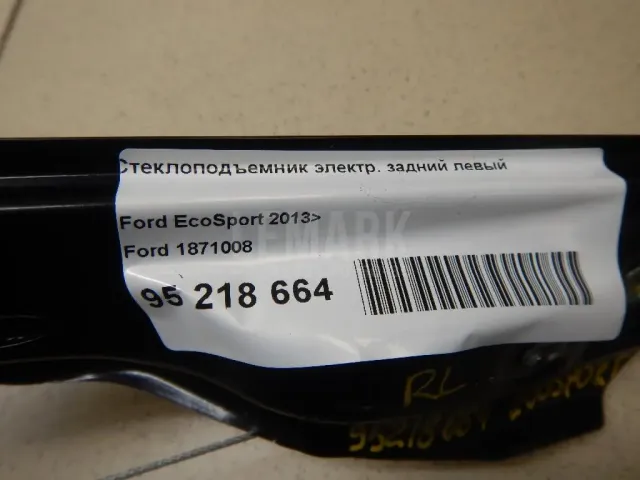 Стеклоподъемник электр. задний левый
Ford EcoSport 2013>
Ford 1871008
95 218 664
RL